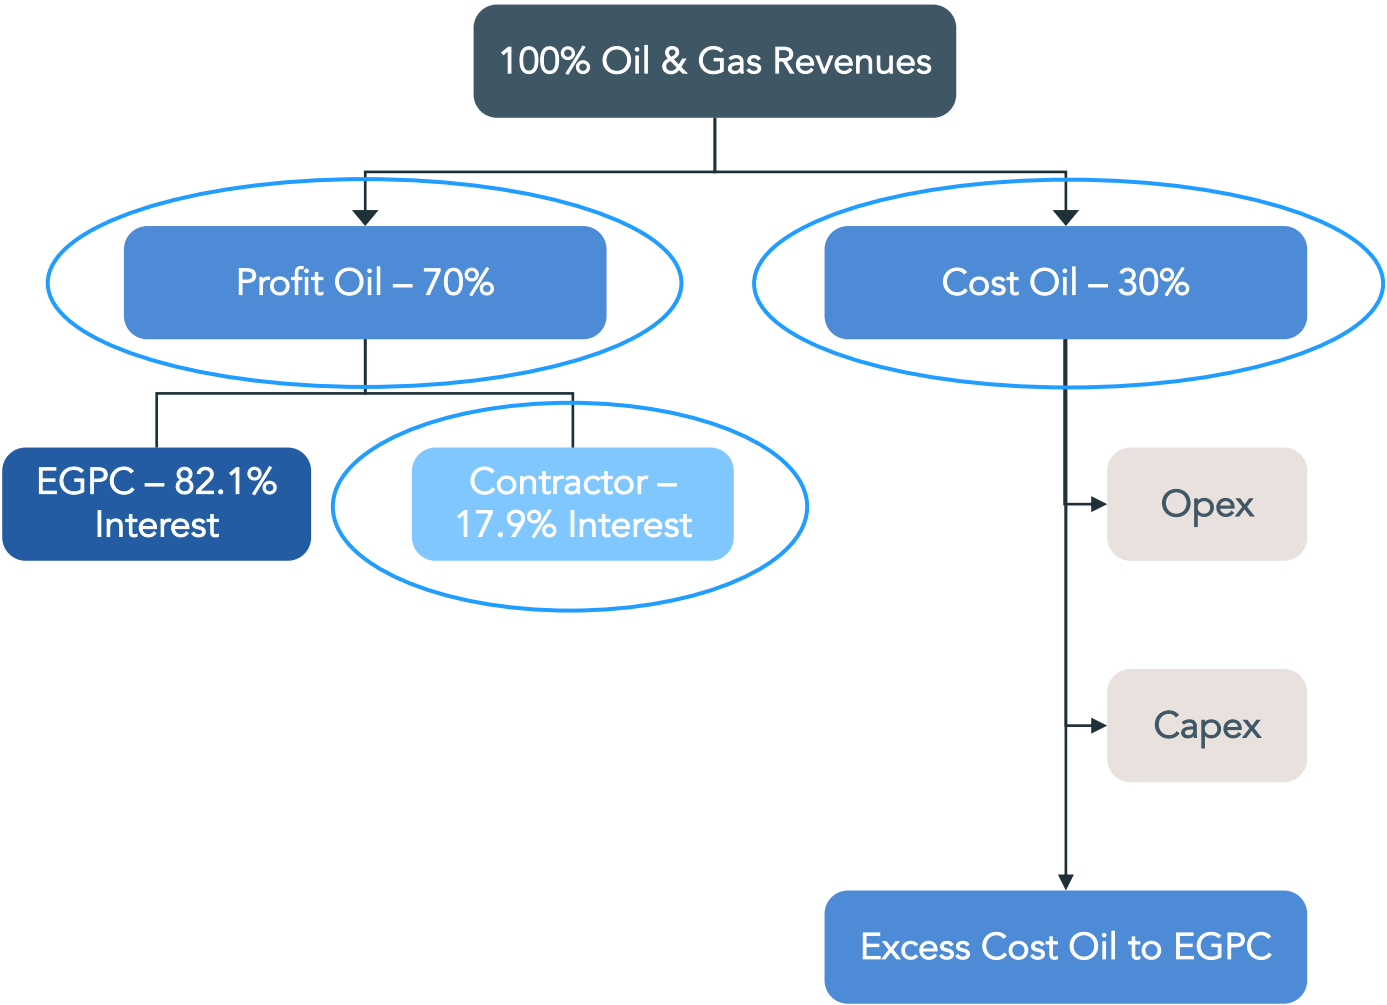 100% Oil & Gas Revenues
Profit Oil – 70%
Cost Oil – 30%
EGPC – 82.1%
Interest
Contractor –
17.9% Interest
Opex
Capex
Excess Cost Oil to EGPC